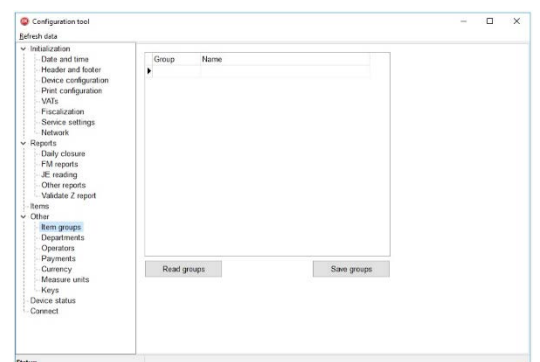 Configuration tool
Refresh data
Initialization
Date and time
Header and footer
Device configuration
Print configuration
VATs
Fiscalization
Service settings
Network
Reports
Daily closure
FM reports
JE reading
Other reports
Validate Z report
Items
Other
Item groups
Departments
Operators
Payments
Currency
Measure units
Keys
Device status
Connect
Group Name
Read groups Save groups
Status: